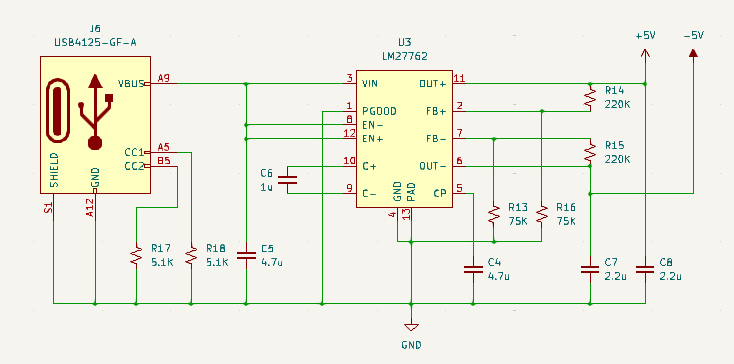 J6
USB4125-GF-A
VBUS
A9
CC1
A5
CC2
B5
SHIELD
GND
S1
A12
R17
5.1K
R18
5.1K
C5
4.7u
C6
1u
U3
LM27762
3
VIN
OUT+
11
1
PGOOD
FB+
2
8
EN-
12
EN+
FB-
7
10
C+
OUT-
6
9
C-
CP
5
GND
PAD
4
13
R13
75K
R16
75K
R14
220K
R15
220K
C4
4.7u
C7
2.2u
C8
2.2u
+5V
-5V
GND